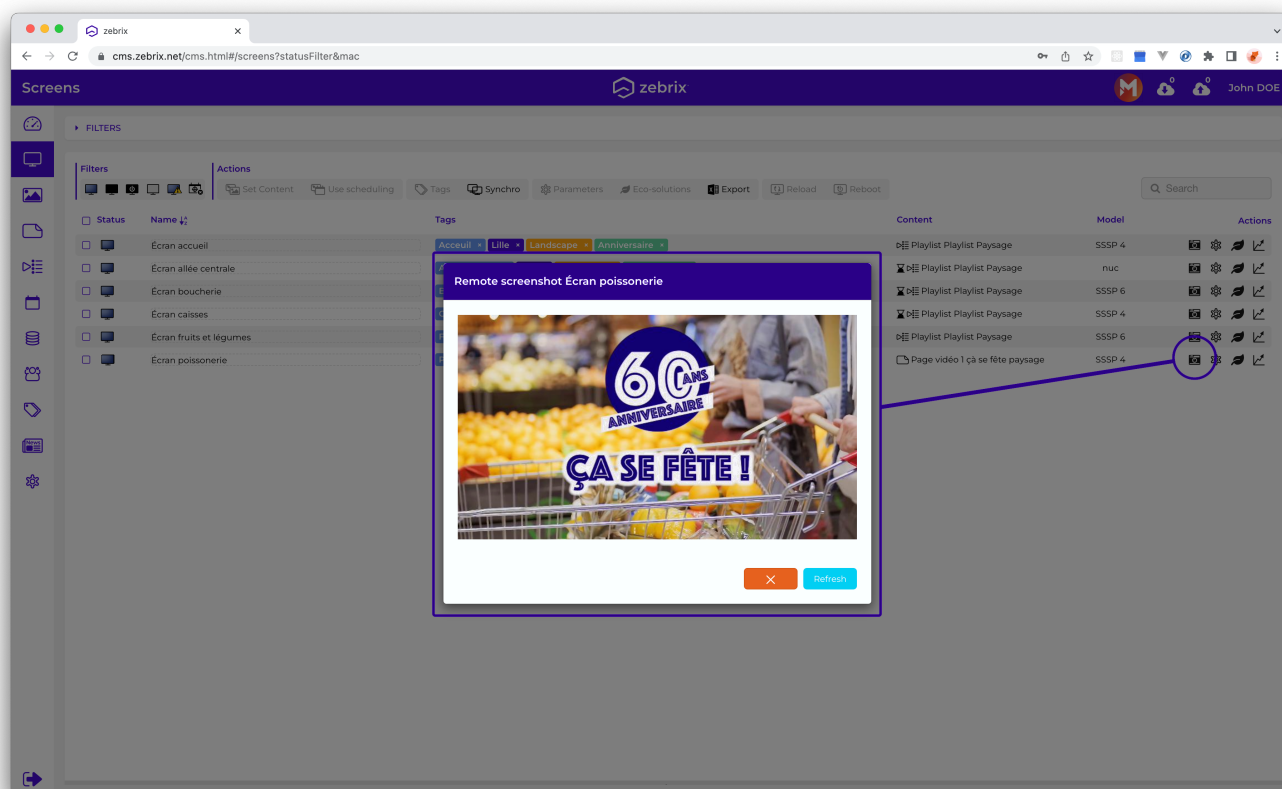 zebrix
cms.zebrix.net/cms.html#/screens?statusFilter&mac
Screens
zebrix
0
0
John DOE
FILTERS
Filters
Actions
Set Content
Use scheduling
Tags
Synchro
Parameters
Eco-solutions
Export
Reload
Reboot
Search
Status
Name
Tags
Content
Model
Actions
Écran accueil
Acceuil × Lille × Landscape × Anniversaire ×
Playlist Playlist Paysage
SSSP 4
Écran allée centrale
Playlist Playlist Paysage
nuc
Écran boucherie
Playlist Playlist Paysage
SSSP 6
Écran caisses
Playlist Playlist Paysage
SSSP 4
Écran fruits et légumes
Playlist Playlist Paysage
SSSP 6
Écran poissonerie
Page vidéo 1 çà se fête paysage
SSSP 4
Remote screenshot Écran poissonerie
60 ANS
ANNIVERSAIRE
ÇA SE FÊTE !
Refresh